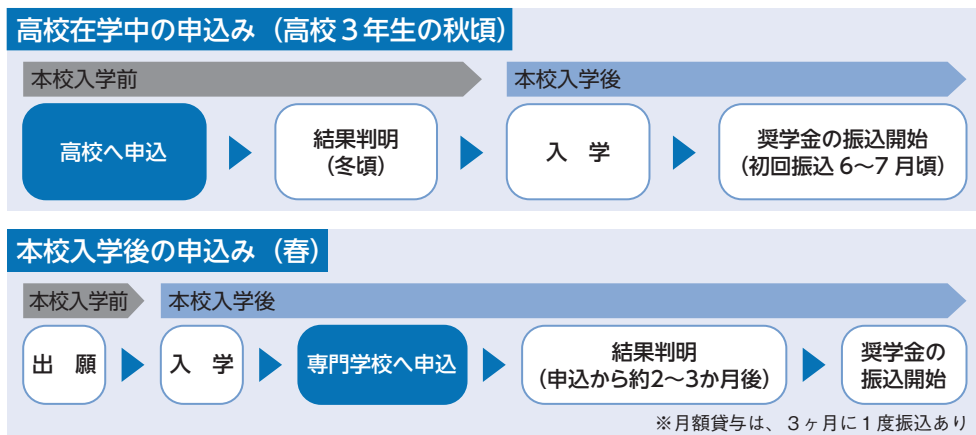 高校在学中の申込み（高校３年生の秋頃）
本校入学前
本校入学後
高校へ申込
結果判明
(冬頃)
入　学
奨学金の振込開始
(初回振込 6～7 月頃)
本校入学後の申込み（春）
本校入学前
本校入学後
出　願
入　学
専門学校へ申込
結果判明
(申込から約2～3か月後)
奨学金の
振込開始
※月額貸与は、３ヶ月に１度振込あり